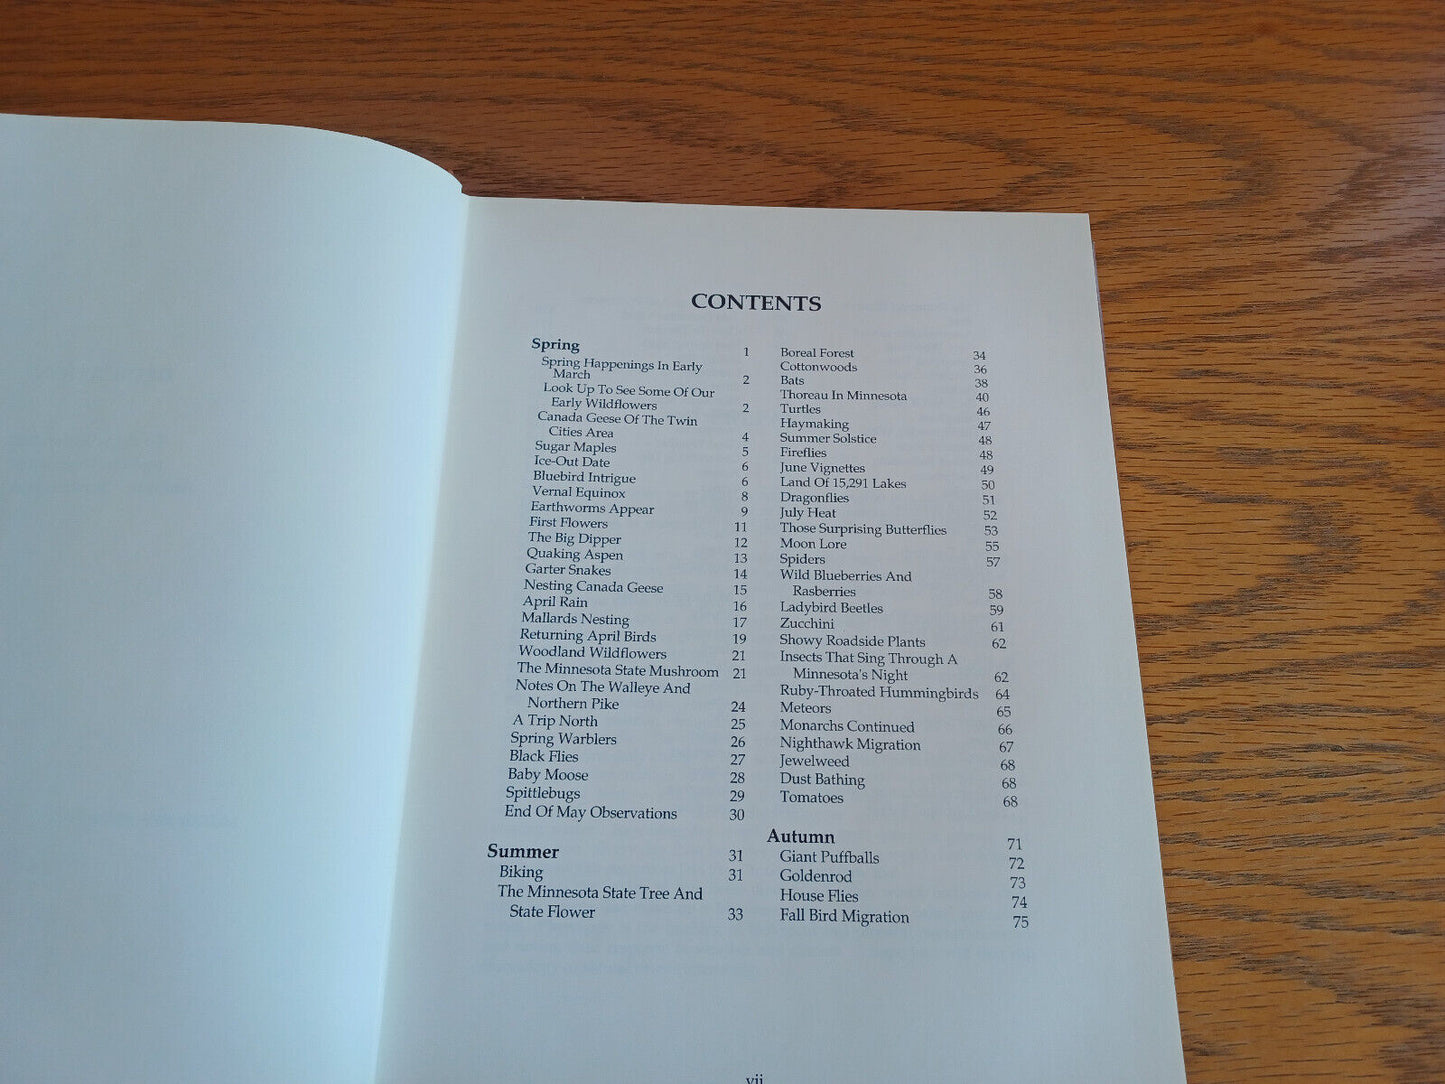 CONTENTS
Spring 1
Spring Happenings In Early
March 2
Look Up To See Some Of Our
Early Wildflowers 2
Canada Geese Of The Twin
Cities Area 4
Sugar Maples 5
Ice-Out Date 6
Bluebird Intrigue 6
Vernal Equinox 8
Earthworms Appear 9
First Flowers 11
The Big Dipper 12
Quaking Aspen 13
Garter Snakes 14
Nesting Canada Geese 15
April Rain 16
Mallards Nesting 17
Returning April Birds 19
Woodland Wildflowers 21
The Minnesota State Mushroom 21
Notes On The Walleye And
Northern Pike 24
A Trip North 25
Spring Warblers 26
Black Flies 27
Baby Moose 28
Spittlebugs 29
End Of May Observations 30
Summer 31
Biking 31
The Minnesota State Tree And
State Flower 33
Boreal Forest 34
Cottonwoods 36
Bats 38
Thoreau In Minnesota 40
Turtles 46
Haymaking 47
Summer Solstice 48
Fireflies 48
June Vignettes 49
Land Of 15,291 Lakes 50
Dragonflies 51
July Heat 52
Those Surprising Butterflies 53
Moon Lore 55
Spiders 57
Wild Blueberries And
Rasberries 58
Ladybird Beetles 59
Zucchini 61
Showy Roadside Plants 62
Insects That Sing Through A
Minnesota's Night 62
Ruby-Throated Hummingbirds 64
Meteors 65
Monarchs Continued 66
Nighthawk Migration 67
Jewelweed 68
Dust Bathing 68
Tomatoes 68
Autumn 71
Giant Puffballs 72
Goldenrod 73
House Flies 74
Fall Bird Migration 75
vii